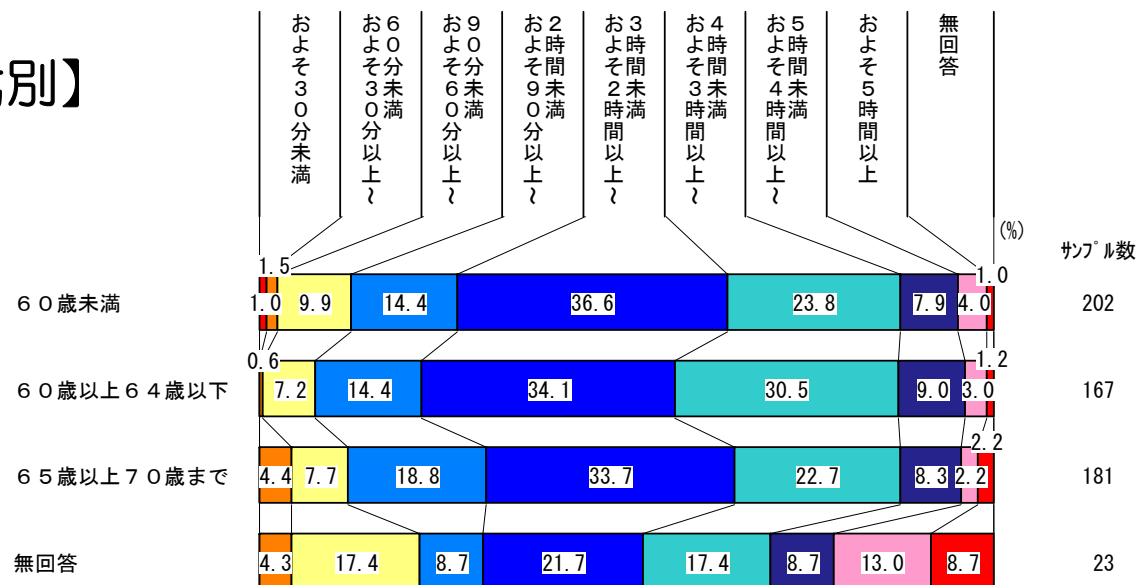 別】
およそ30分未満
およそ30分以上~
60分未満
およそ60分以上~
90分未満
およそ90分以上~
2時間未満
およそ2時間以上~
3時間未満
およそ3時間以上~
4時間未満
およそ4時間以上~
5時間未満
およそ5時間以上
無回答
(%)
ｻﾝﾌﾟﾙ数
1.5 1.0
60歳未満 1.0 9.9 14.4 36.6 23.8 7.9 4.0 202
0.6 1.2
60歳以上64歳以下 7.2 14.4 34.1 30.5 9.0 3.0 167
2.2
65歳以上70歳まで 4.4 7.7 18.8 33.7 22.7 8.3 2.2 181
無回答 4.3 17.4 8.7 21.7 17.4 8.7 13.0 8.7 23